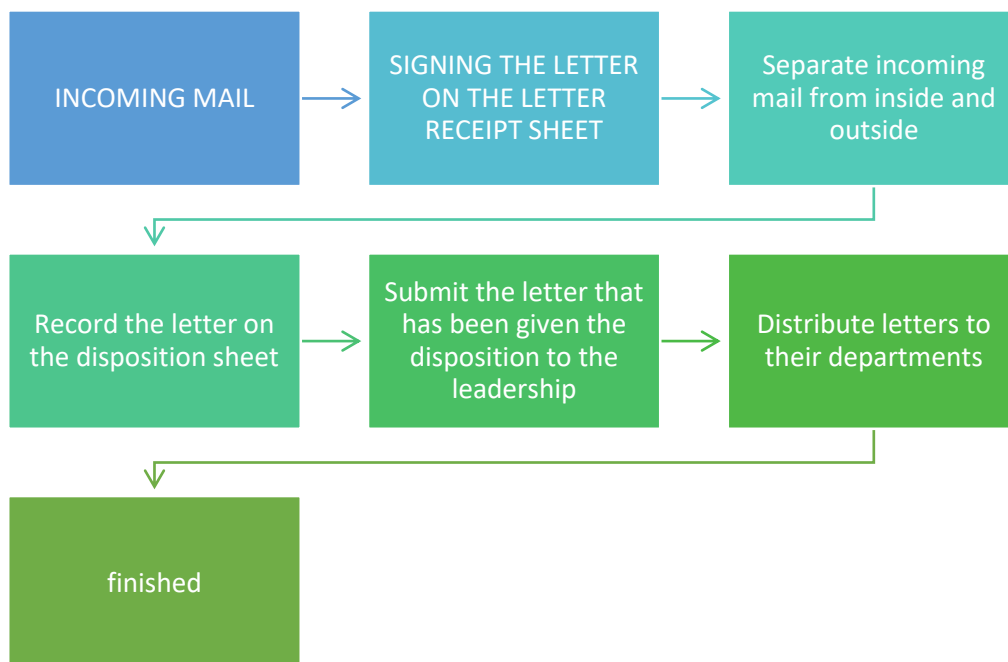 INCOMING MAIL
SIGNING THE LETTER
ON THE LETTER
RECEIPT SHEET
Separate incoming
mail from inside and
outside
Record the letter on
the disposition sheet
Submit the letter that
has been given the
disposition to the
leadership
Distribute letters to
their departments
finished